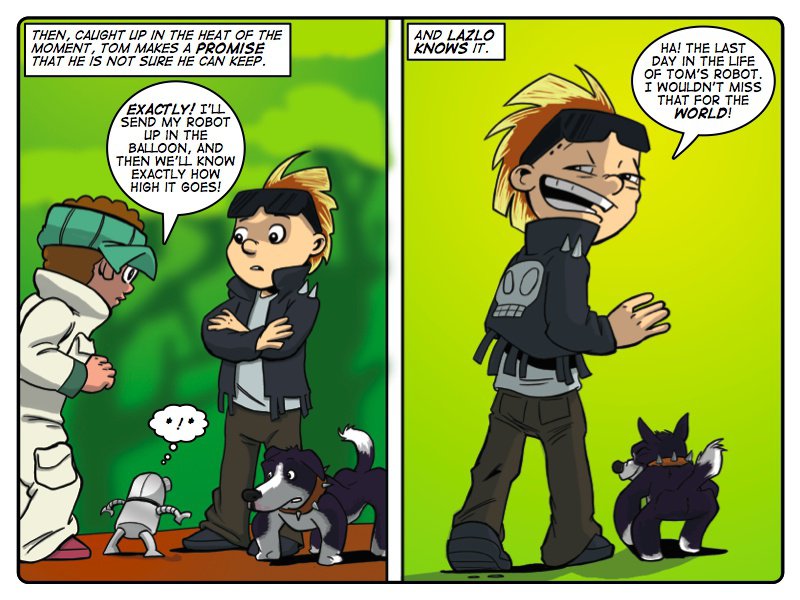 THEN, CAUGHT UP IN THE HEAT OF THE
MOMENT, TOM MAKES A PROMISE
THAT HE IS NOT SURE HE CAN KEEP.
EXACTLY! I'LL
SEND MY ROBOT
UP IN THE
BALLOON, AND
THEN WE'LL KNOW
EXACTLY HOW
HIGH IT GOES!
*!*
AND LAZLO
KNOWS IT.
HA! THE LAST
DAY IN THE LIFE
OF TOM'S ROBOT.
I WOULDN'T MISS
THAT FOR THE
WORLD!